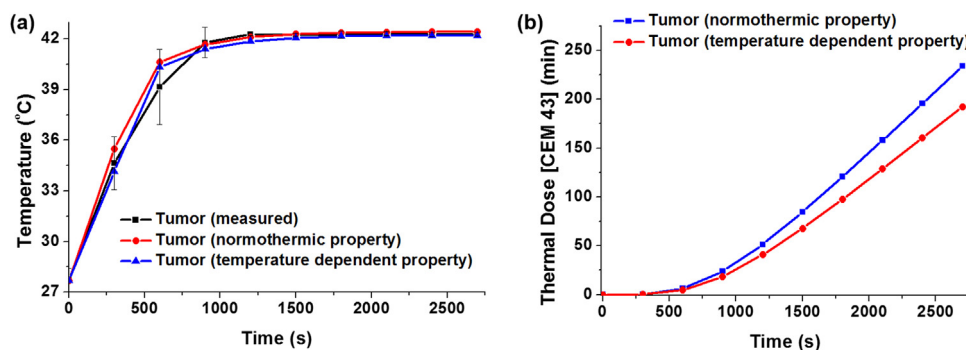 (a)
42
39
36
33
30
27
Temperature (°C)
Tumor (measured)
Tumor (normothermic property)
Tumor (temperature dependent property)
0 500 1000 1500 2000 2500
Time (s)
(b)
Tumor (normothermic property)
Tumor (temperature dependent property)
250
200
150
100
50
0
Thermal Dose [CEM 43] (min)
0 500 1000 1500 2000 2500
Time (s)